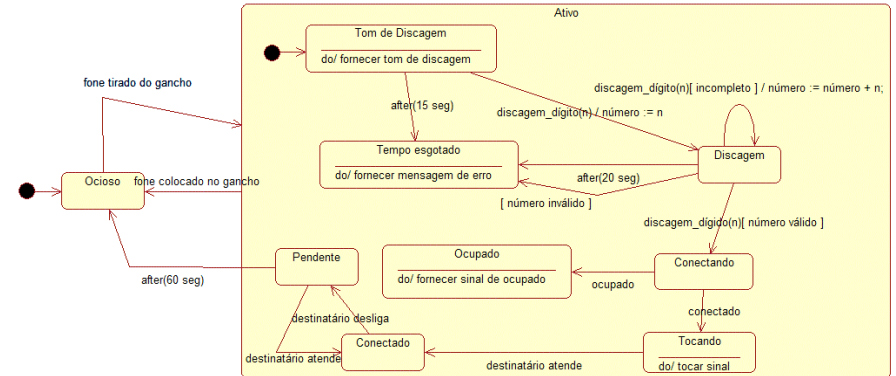 Ativo
Tom de Discagem
do/ fornecer tom de discagem
fone tirado do gancho
discagem_dígito(n)[ incompleto ] / número := número + n;
after(15 seg)
discagem_dígito(n) / número := n
Tempo esgotado
do/ fornecer mensagem de erro
Discagem
Ocioso
fone colocado no gancho
after(20 seg)
[ número inválido ]
discagem_dígido(n)[ número válido ]
Pendente
Ocupado
do/ fornecer sinal de ocupado
Conectando
after(60 seg)
ocupado
conectado
destinatário desliga
Conectado
Tocando
destinatário atende
destinatário atende
do/ tocar sinal